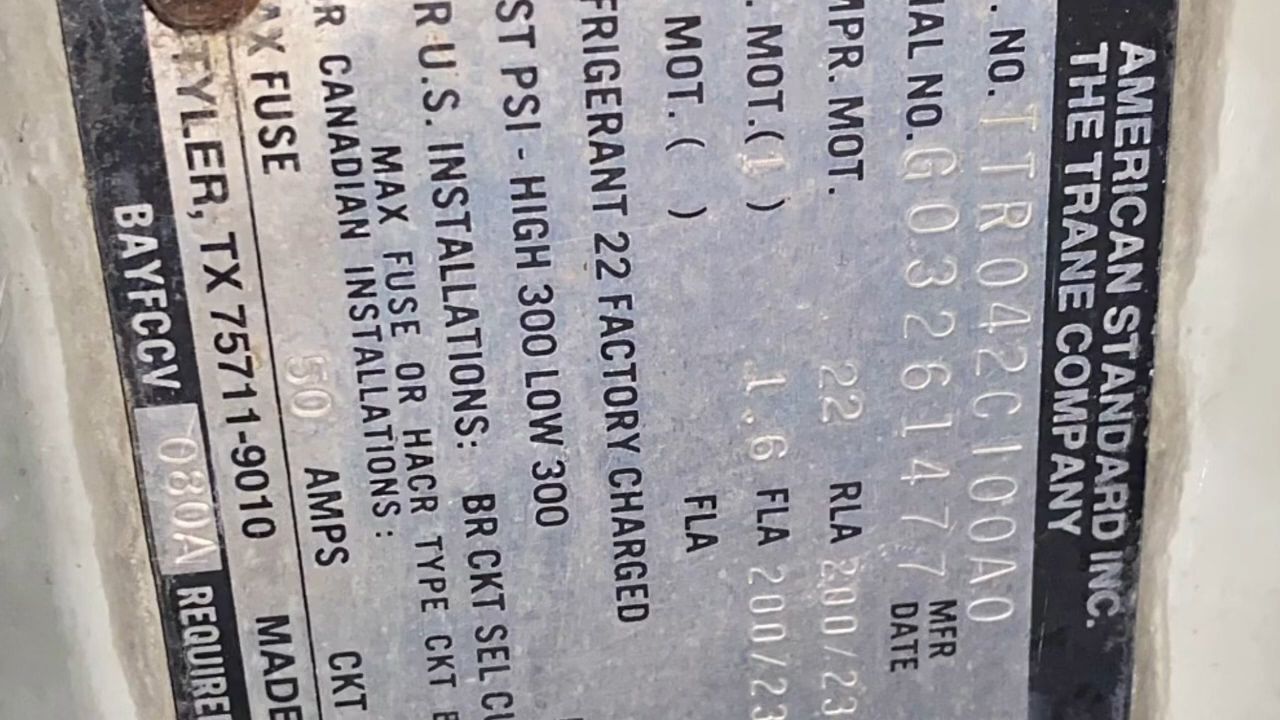 AMERICAN STANDARD INC.
THE TRANE COMPANY
. NO. TTR042C100A0
IAL NO. G03261477 MFR DATE
MPR. MOT. 22 RLA 200/23
. MOT.(1) 1.6 FLA 200/23
MOT. ( ) FLA
FRIGERANT 22 FACTORY CHARGED
ST PSI - HIGH 300 LOW 300
R U.S. INSTALLATIONS: BR CKT SEL CU
MAX FUSE OR HACR TYPE CKT B
R CANADIAN INSTALLATIONS:
AX FUSE 50 AMPS CKT
TYLER, TX 75711-9010 MADE
BAYFCCV 080A REQUIRE